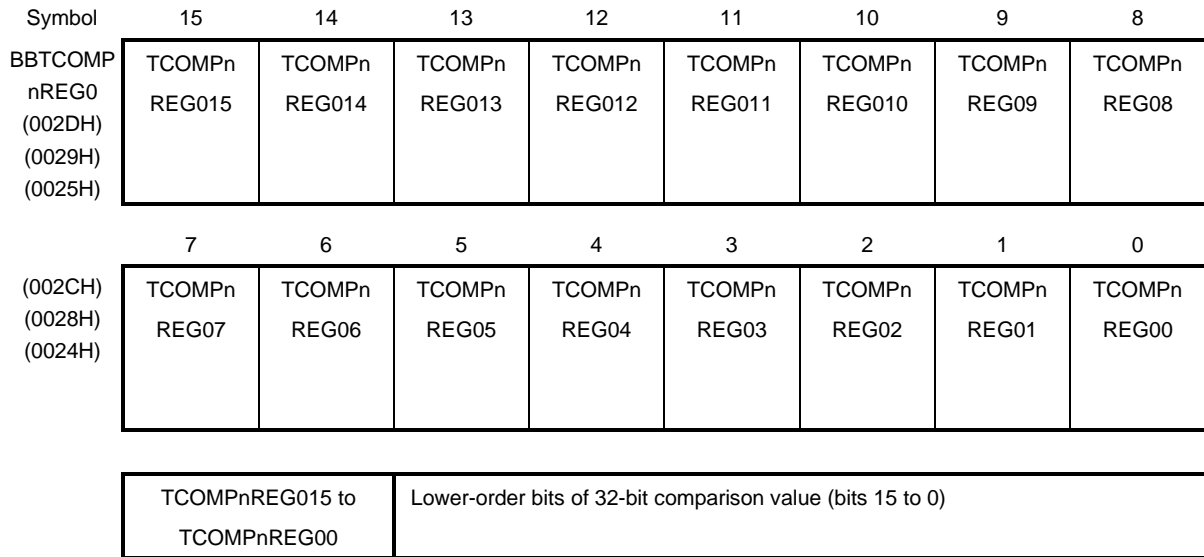 Symbol 15 14 13 12 11 10 9 8
BBTCOMP TCOMPn TCOMPn TCOMPn TCOMPn TCOMPn TCOMPn TCOMPn TCOMPn
nREG0 REG015 REG014 REG013 REG012 REG011 REG010 REG09 REG08
(002DH)
(0029H)
(0025H)
7 6 5 4 3 2 1 0
(002CH) TCOMPn TCOMPn TCOMPn TCOMPn TCOMPn TCOMPn TCOMPn TCOMPn
(0028H) REG07 REG06 REG05 REG04 REG03 REG02 REG01 REG00
(0024H)
TCOMPnREG015 to Lower-order bits of 32-bit comparison value (bits 15 to 0)
TCOMPnREG00